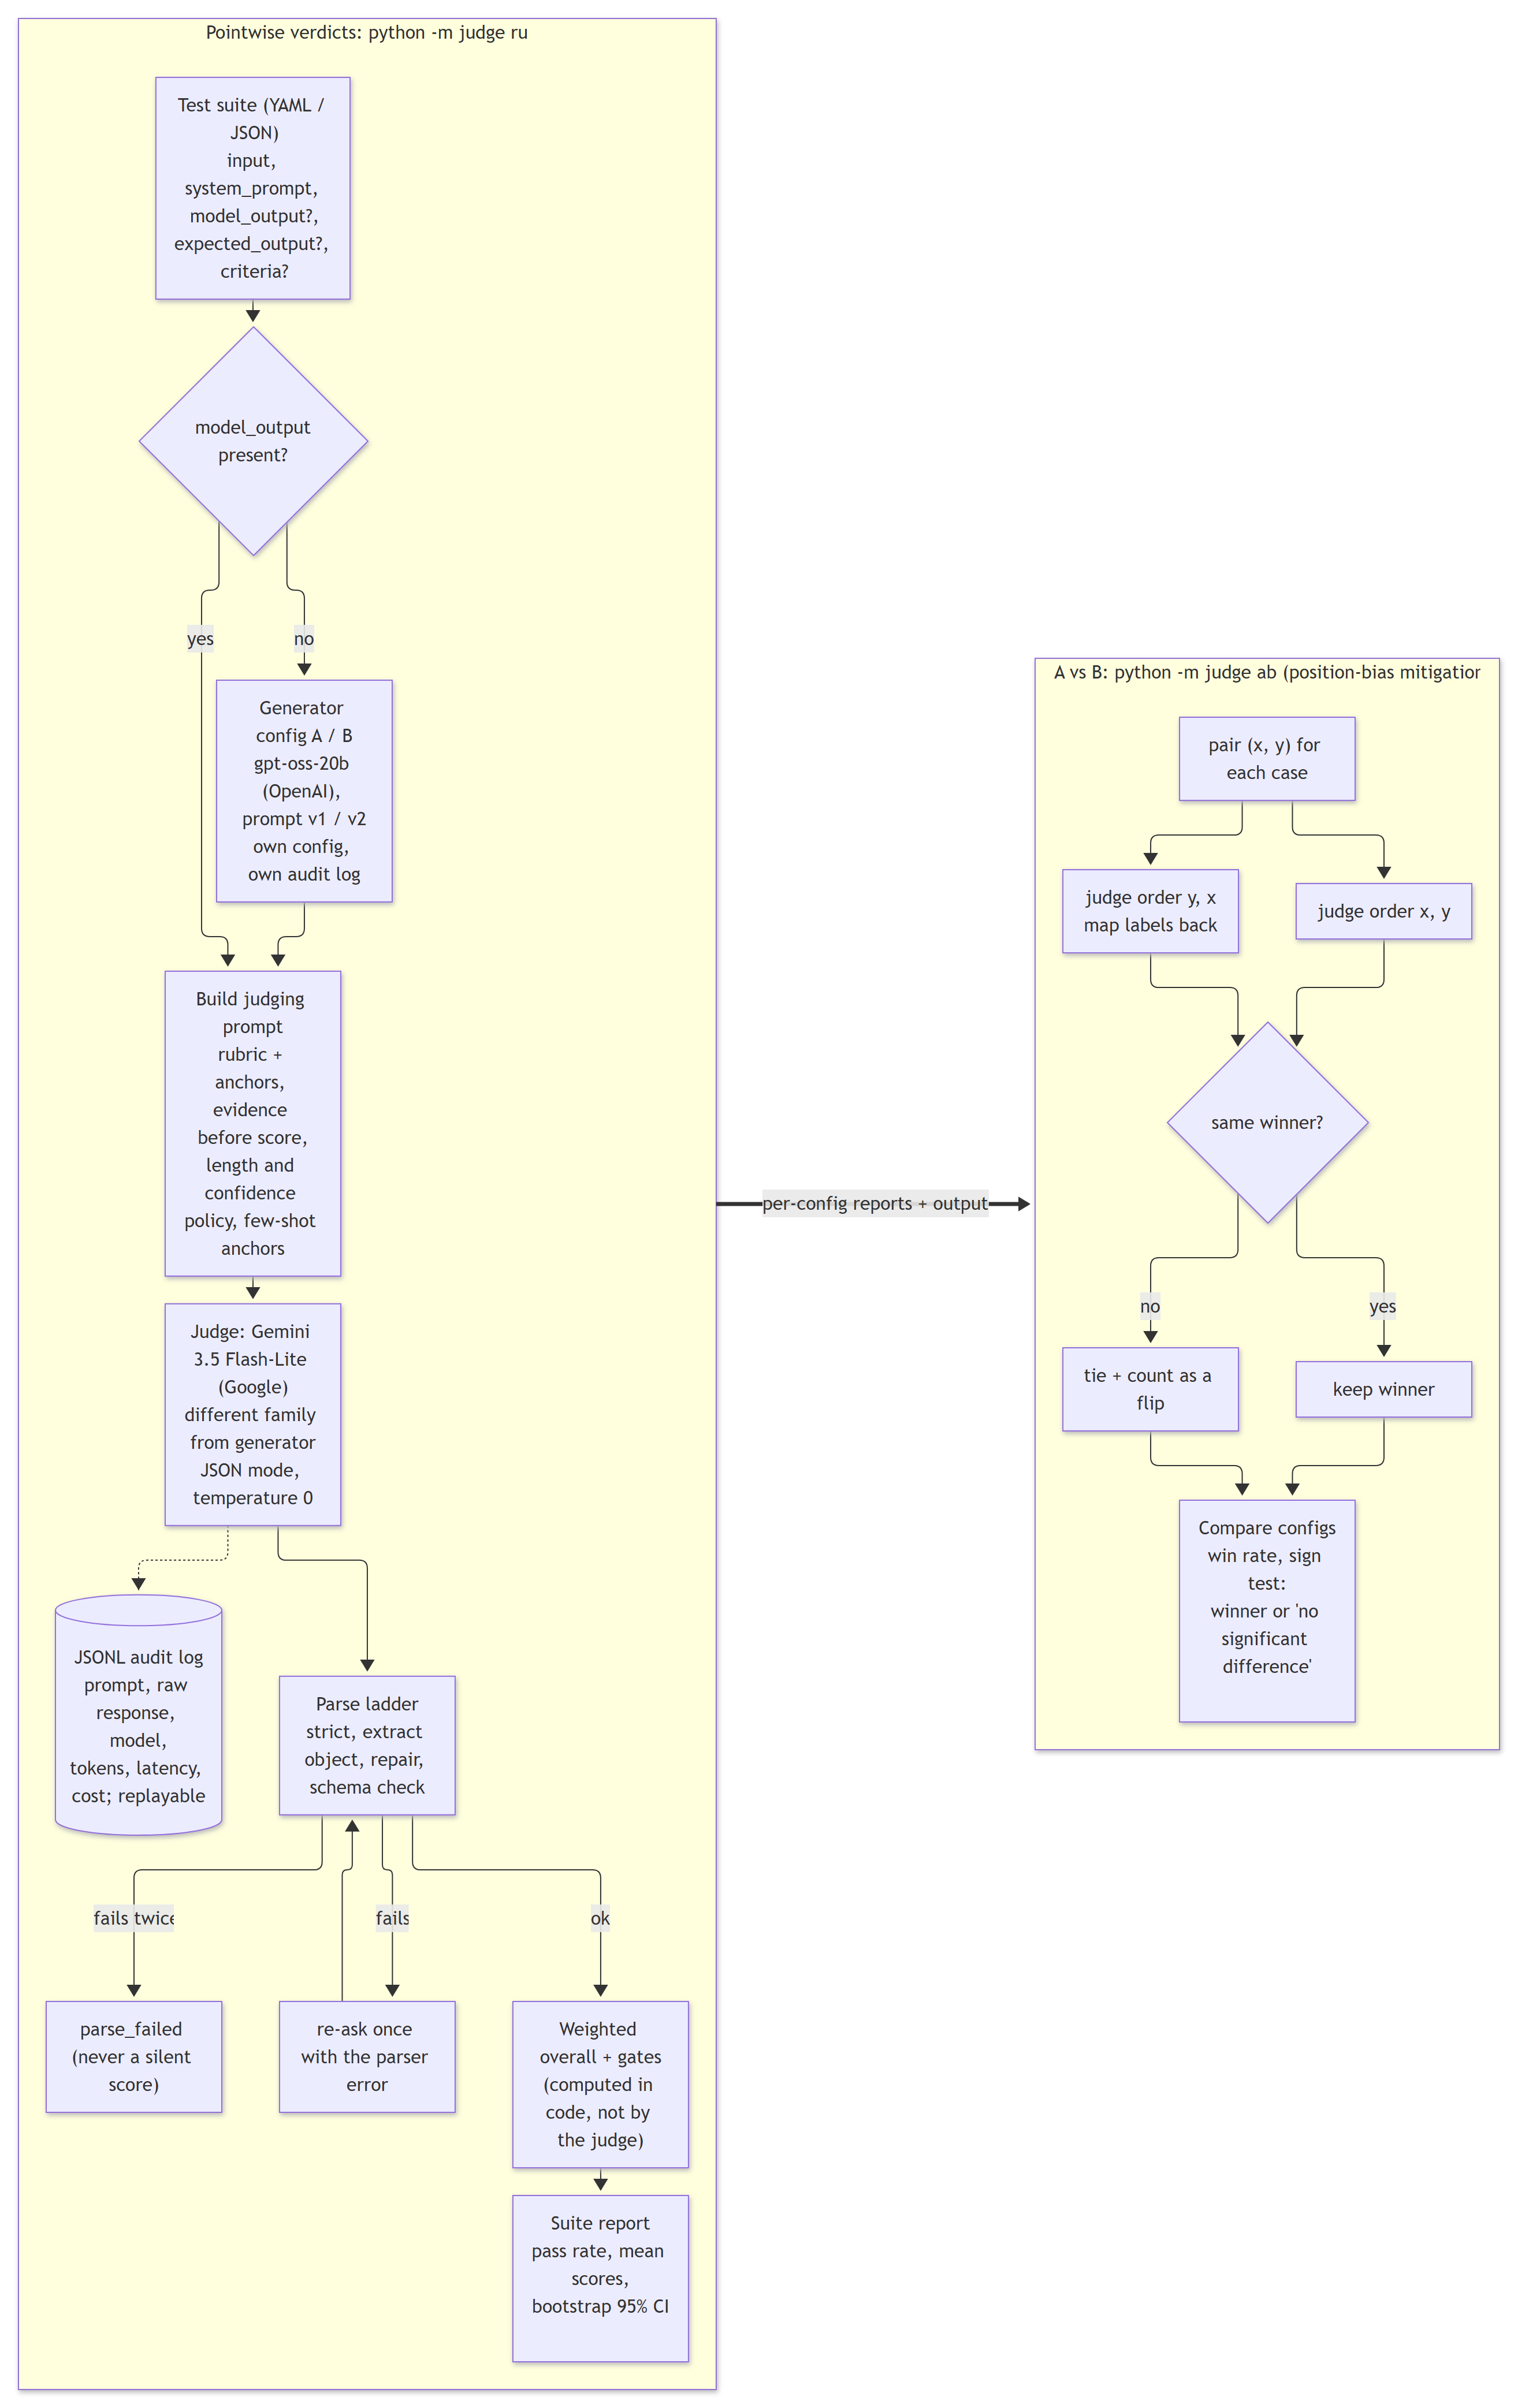 Pointwise verdicts: python -m judge ru
Test suite (YAML /
JSON)
input,
system_prompt,
model_output?,
expected_output?,
criteria?
model_output
present?
yes
no
Generator
config A / B
gpt-oss-20b
(OpenAI),
prompt v1 / v2
own config,
own audit log
Build judging
prompt
rubric +
anchors,
evidence
before score,
length and
confidence
policy, few-shot
anchors
Judge: Gemini
3.5 Flash-Lite
(Google)
different family
from generator
JSON mode,
temperature 0
JSONL audit log
prompt, raw
response,
model,
tokens, latency,
cost; replayable
Parse ladder
strict, extract
object, repair,
schema check
fails twice
fails
ok
parse_failed
(never a silent
score)
re-ask once
with the parser
error
Weighted
overall + gates
(computed in
code, not by
the judge)
Suite report
pass rate, mean
scores,
bootstrap 95% CI
per-config reports + output
A vs B: python -m judge ab (position-bias mitigation
pair (x, y) for
each case
judge order y, x
map labels back
judge order x, y
same winner?
no
yes
tie + count as a
flip
keep winner
Compare configs
win rate, sign
test:
winner or 'no
significant
difference'